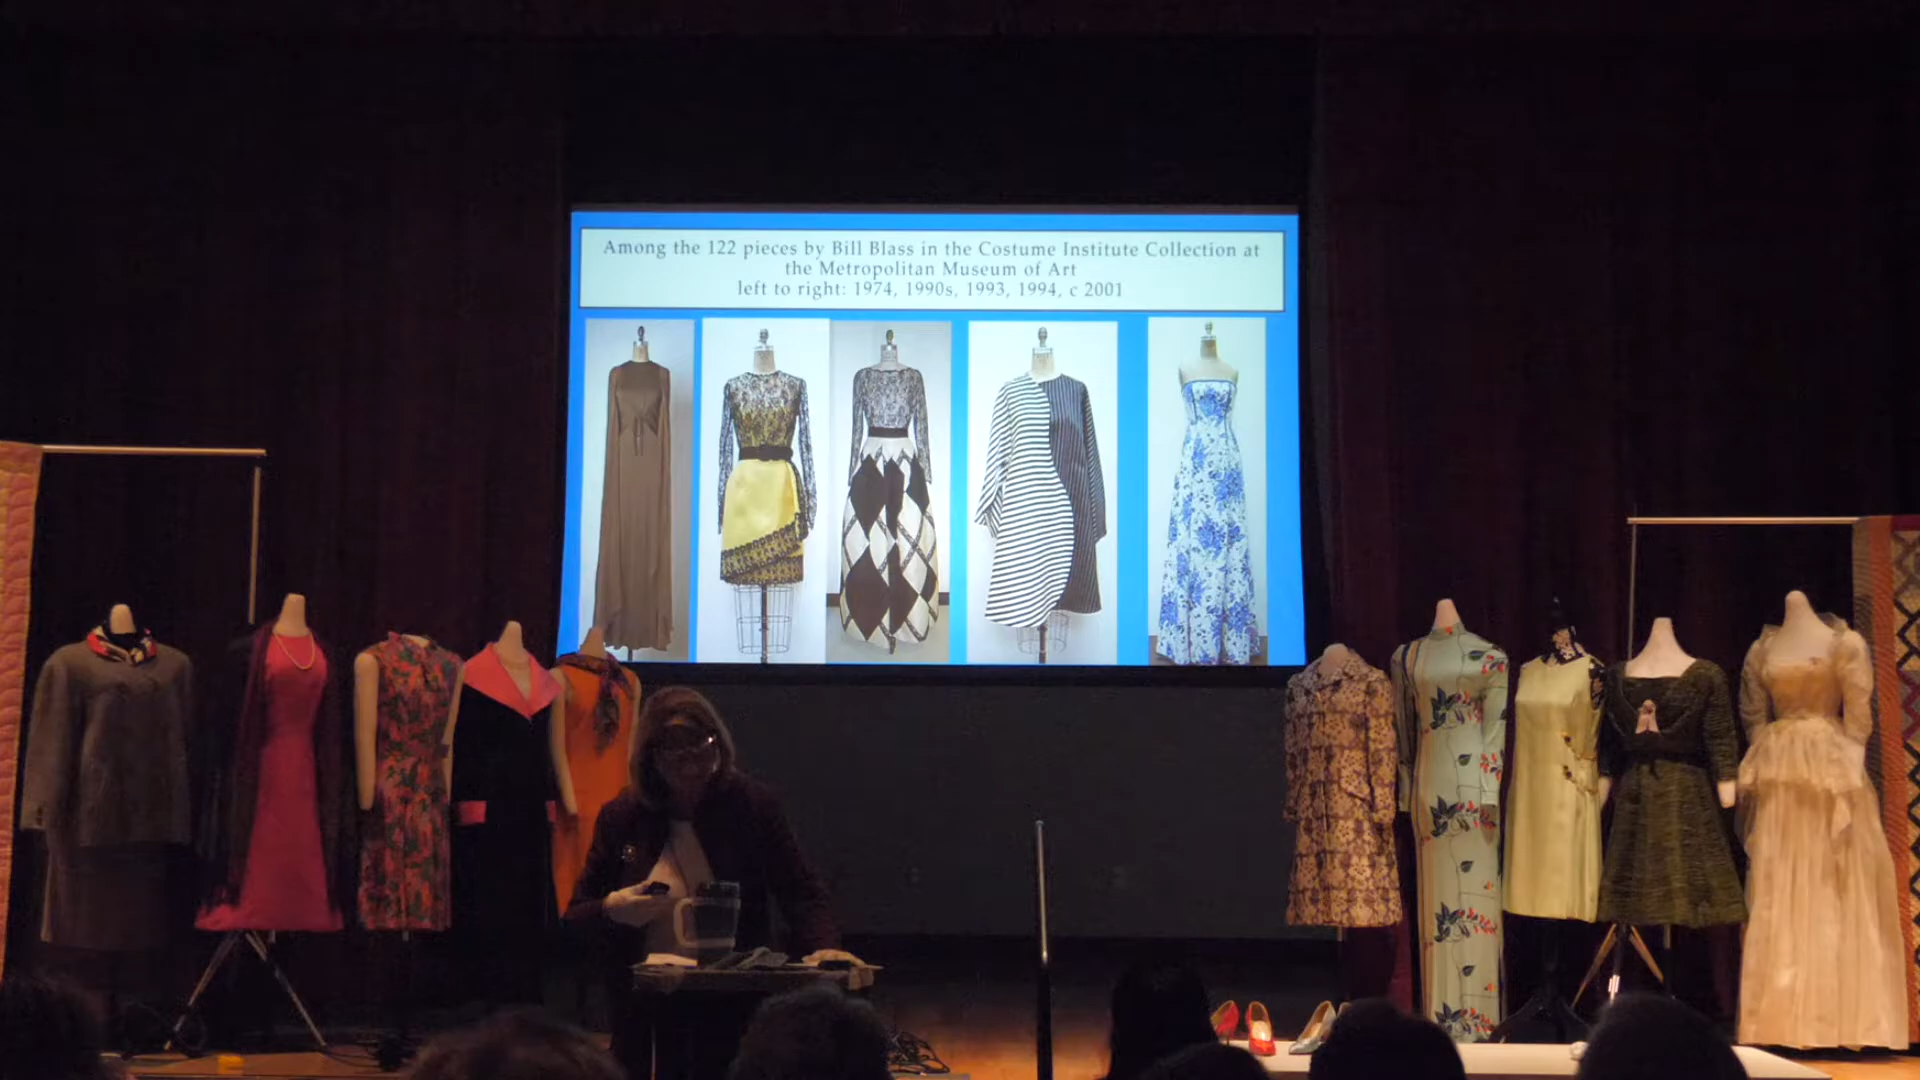 Among the 122 pieces by Bill Blass in the Costume Institute Collection at
the Metropolitan Museum of Art
left to right: 1974, 1990s, 1993, 1994, c 2001